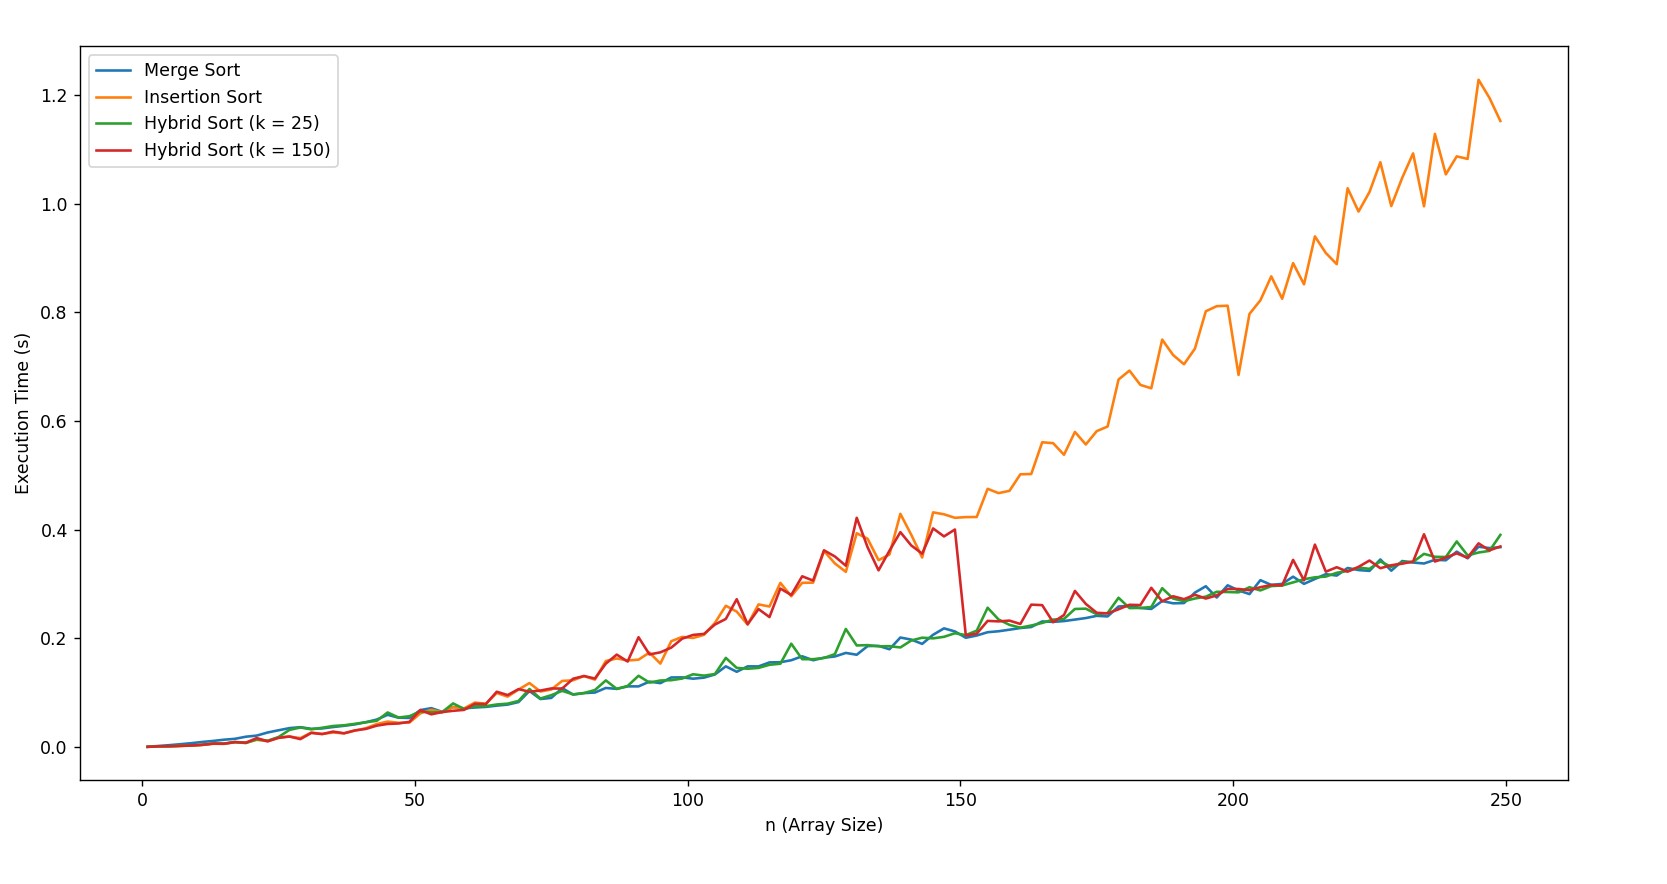 Merge Sort
Insertion Sort
Hybrid Sort (k = 25)
Hybrid Sort (k = 150)
Execution Time (s)
1.2
1.0
0.8
0.6
0.4
0.2
0.0
0 50 100 150 200 250
n (Array Size)